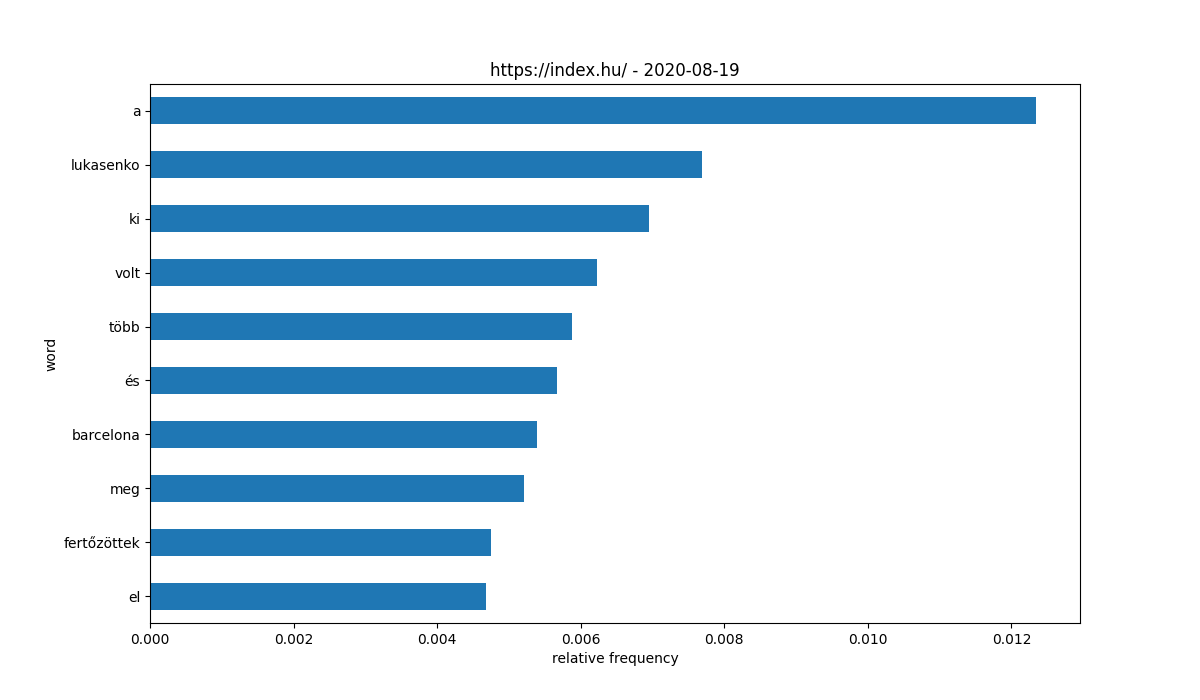 https://index.hu/ - 2020-08-19
word
a
lukasenko
ki
volt
több
és
barcelona
meg
fertőzöttek
el
0.000 0.002 0.004 0.006 0.008 0.010 0.012
relative frequency